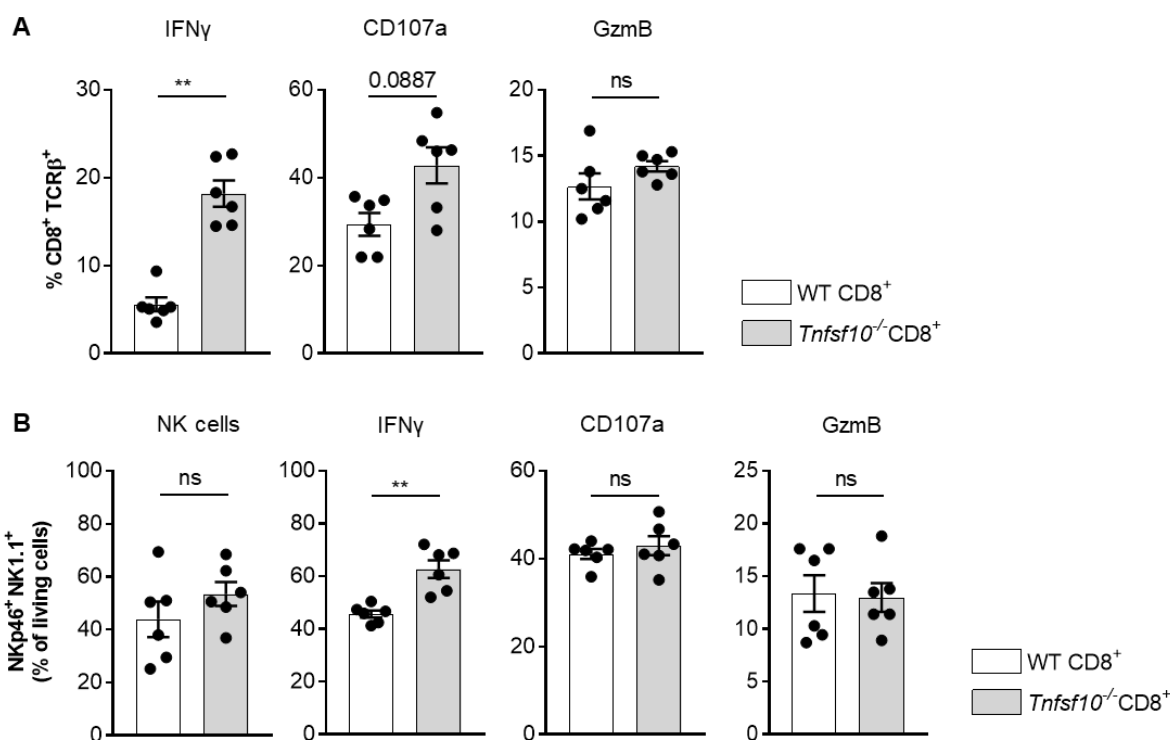 A
IFNγ
CD107a
GzmB
% CD8⁺ TCRβ⁺
30
20
10
0
**
60
40
20
0
0.0887
20
15
10
5
0
ns
WT CD8⁺
Tnfsf10⁻/⁻CD8⁺
B
NK cells
IFNγ
CD107a
GzmB
NKp46⁺ NK1.1⁺
(% of living cells)
100
80
60
40
20
0
ns
100
80
60
40
20
0
**
60
40
20
0
ns
25
20
15
10
5
0
ns
WT CD8⁺
Tnfsf10⁻/⁻CD8⁺